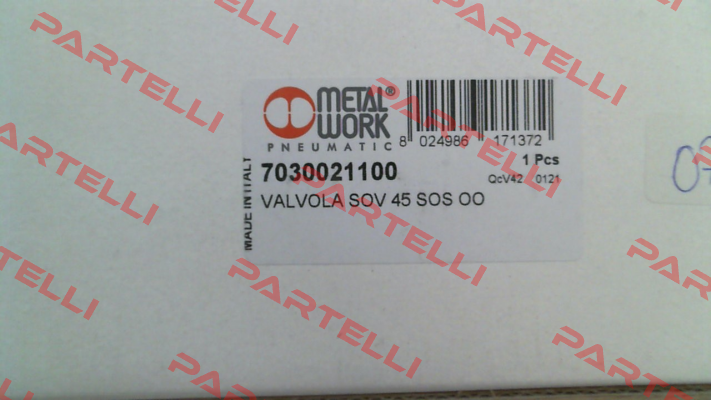 METAL® WORK
PNEUMATIC
8 024986 171372
7030021100
1 Pcs
QcV42 0121
VALVOLA SOV 45 SOS OO
MADE IN ITALY
PARTELLI
PARTELLI
PARTELLI
PARTELLI
PARTELLI
PARTELLI
PARTELLI
PARTELLI
PARTELLI
PARTELLI